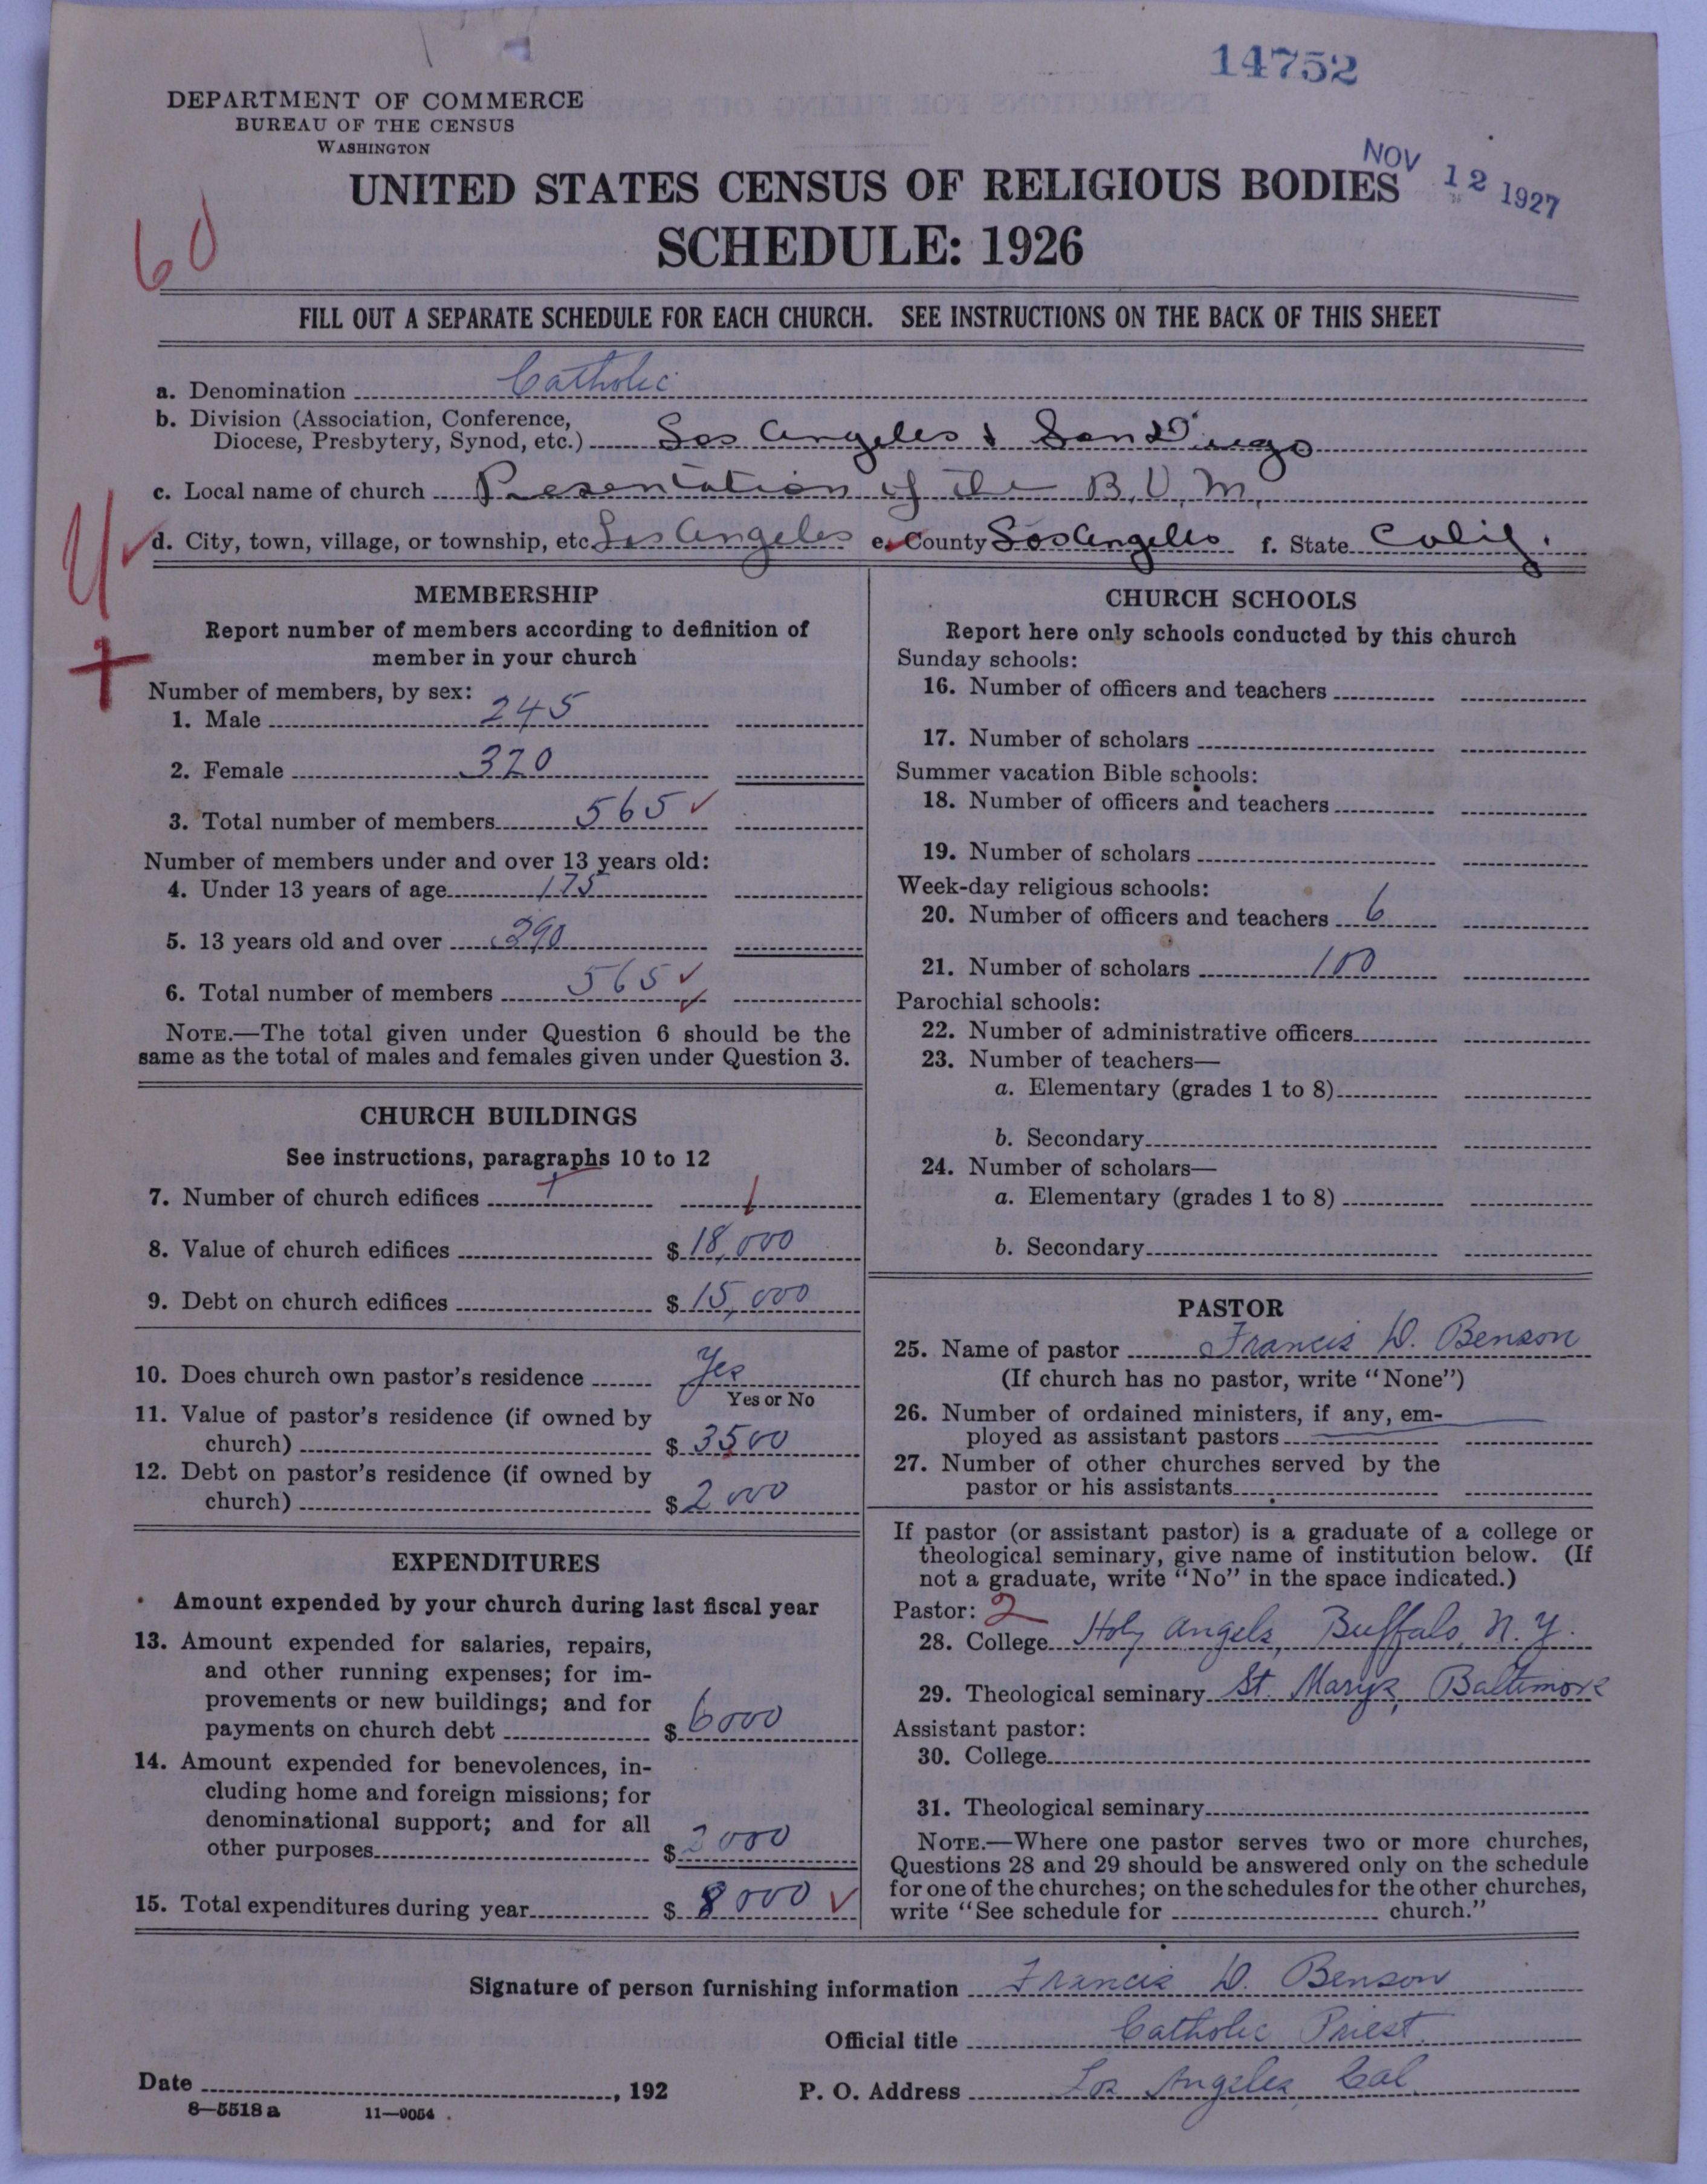 14752
DEPARTMENT OF COMMERCE
BUREAU OF THE CENSUS
WASHINGTON
NOV 12 1927
UNITED STATES CENSUS OF RELIGIOUS BODIES
SCHEDULE: 1926
60
FILL OUT A SEPARATE SCHEDULE FOR EACH CHURCH. SEE INSTRUCTIONS ON THE BACK OF THIS SHEET
a. Denomination Catholic
b. Division (Association, Conference,
Diocese, Presbytery, Synod, etc.) Los Angeles & San Diego
c. Local name of church Presentation of the B.V.M.
d. City, town, village, or township, etc. Los Angeles e. County Los Angeles f. State Calif.
MEMBERSHIP
Report number of members according to definition of
member in your church
Number of members, by sex:
1. Male 245
2. Female 320
3. Total number of members 565 ✓
Number of members under and over 13 years old:
4. Under 13 years of age 175
5. 13 years old and over 290
6. Total number of members 565 ✓
NOTE.—The total given under Question 6 should be the
same as the total of males and females given under Question 3.
CHURCH BUILDINGS
See instructions, paragraphs 10 to 12
7. Number of church edifices 1 1
8. Value of church edifices $ 18,000
9. Debt on church edifices $ 15,000
10. Does church own pastor's residence Yes
Yes or No
11. Value of pastor's residence (if owned by
church) $ 3500
12. Debt on pastor's residence (if owned by
church) $ 2000
EXPENDITURES
Amount expended by your church during last fiscal year
13. Amount expended for salaries, repairs,
and other running expenses; for im-
provements or new buildings; and for
payments on church debt $ 6000
14. Amount expended for benevolences, in-
cluding home and foreign missions; for
denominational support; and for all
other purposes $ 2000
15. Total expenditures during year $ 8000 ✓
CHURCH SCHOOLS
Report here only schools conducted by this church
Sunday schools:
16. Number of officers and teachers
17. Number of scholars
Summer vacation Bible schools:
18. Number of officers and teachers
19. Number of scholars
Week-day religious schools:
20. Number of officers and teachers 6
21. Number of scholars 100
Parochial schools:
22. Number of administrative officers
23. Number of teachers—
a. Elementary (grades 1 to 8)
b. Secondary
24. Number of scholars—
a. Elementary (grades 1 to 8)
b. Secondary
PASTOR
25. Name of pastor Francis D. Benson
(If church has no pastor, write "None")
26. Number of ordained ministers, if any, em-
ployed as assistant pastors
27. Number of other churches served by the
pastor or his assistants
If pastor (or assistant pastor) is a graduate of a college or
theological seminary, give name of institution below. (If
not a graduate, write "No" in the space indicated.)
Pastor: 2
28. College Holy Angels, Buffalo, N.Y.
29. Theological seminary St. Marys, Baltimore
Assistant pastor:
30. College
31. Theological seminary
NOTE.—Where one pastor serves two or more churches,
Questions 28 and 29 should be answered only on the schedule
for one of the churches; on the schedules for the other churches,
write "See schedule for church."
Signature of person furnishing information Francis D. Benson
Official title Catholic Priest
Date , 192 P. O. Address Los Angeles, Cal
8—5518 a 11—9054